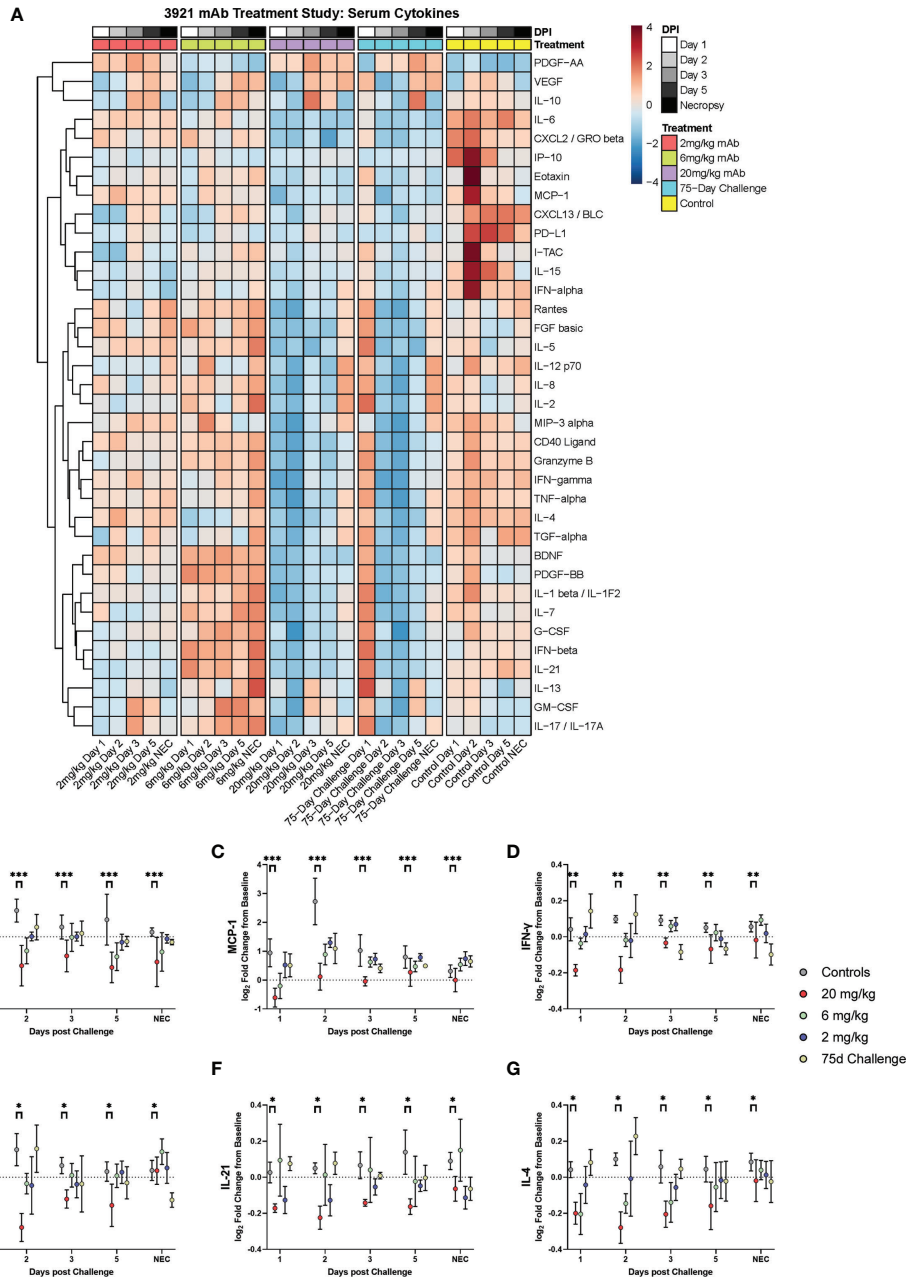 A
3921 mAb Treatment Study: Serum Cytokines
DPI
Treatment
PDGF−AA
VEGF
IL−10
IL−6
CXCL2 / GRO beta
IP−10
Eotaxin
MCP−1
CXCL13 / BLC
PD−L1
I−TAC
IL−15
IFN−alpha
Rantes
FGF basic
IL−5
IL−12 p70
IL−8
IL−2
MIP−3 alpha
CD40 Ligand
Granzyme B
IFN−gamma
TNF−alpha
IL−4
TGF−alpha
BDNF
PDGF−BB
IL−1 beta / IL−1F2
IL−7
G−CSF
IFN−beta
IL−21
IL−13
GM−CSF
IL−17 / IL−17A
2mg/kg Day 1
2mg/kg Day 2
2mg/kg Day 3
2mg/kg Day 5
2mg/kg NEC
6mg/kg Day 1
6mg/kg Day 2
6mg/kg Day 3
6mg/kg Day 5
6mg/kg NEC
20mg/kg Day 1
20mg/kg Day 2
20mg/kg Day 3
20mg/kg Day 5
20mg/kg NEC
75−Day Challenge Day 1
75−Day Challenge Day 2
75−Day Challenge Day 3
75−Day Challenge Day 5
75−Day Challenge NEC
Control Day 1
Control Day 2
Control Day 3
Control Day 5
Control NEC
4
2
0
−2
−4
DPI
Day 1
Day 2
Day 3
Day 5
Necropsy
Treatment
2mg/kg mAb
6mg/kg mAb
20mg/kg mAb
75−Day Challenge
Control
*** *** *** ***
2 3 5 NEC
Days post Challenge
C
*** *** *** *** ***
MCP-1
log2 Fold Change from Baseline
4
3
2
1
0
-1
1 2 3 5 NEC
Days post Challenge
D
** ** ** ** **
IFN-γ
log2 Fold Change from Baseline
0.4
0.2
0.0
-0.2
-0.4
1 2 3 5 NEC
Days post Challenge
Controls
20 mg/kg
6 mg/kg
2 mg/kg
75d Challenge
* * * *
2 3 5 NEC
Days post Challenge
F
* * * * *
IL-21
log2 Fold Change from Baseline
0.4
0.2
0.0
-0.2
-0.4
1 2 3 5 NEC
Days post Challenge
G
* * * * *
IL-4
log2 Fold Change from Baseline
0.4
0.2
0.0
-0.2
-0.4
1 2 3 5 NEC
Days post Challenge